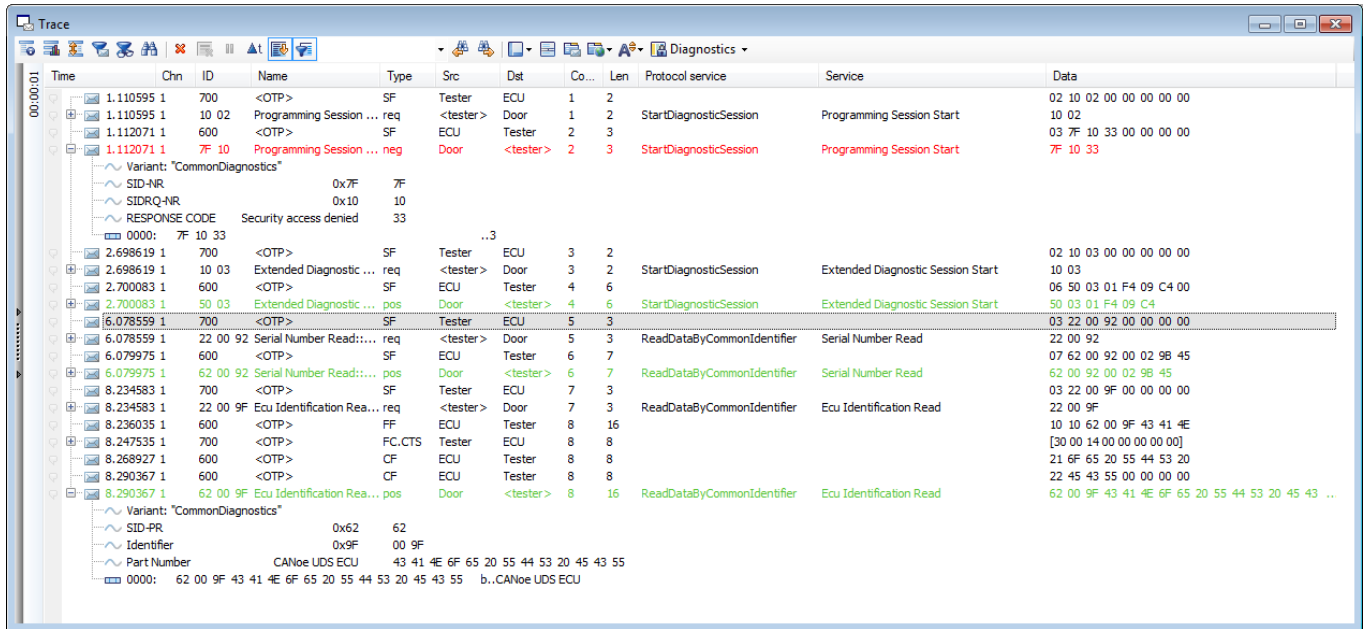 Trace
Diagnostics
00:00:01
Time Chn ID Name Type Src Dst Co... Len Protocol service Service Data
1.110595 1 700 <OTP> SF Tester ECU 1 2 02 10 02 00 00 00 00 00
1.110595 1 10 02 Programming Session ... req <tester> Door 1 2 StartDiagnosticSession Programming Session Start 10 02
1.112071 1 600 <OTP> SF ECU Tester 2 3 03 7F 10 33 00 00 00 00
1.112071 1 7F 10 Programming Session ... neg Door <tester> 2 3 StartDiagnosticSession Programming Session Start 7F 10 33
Variant: "CommonDiagnostics"
SID-NR 0x7F 7F
SIDRQ-NR 0x10 10
RESPONSE CODE Security access denied 33
0000: 7F 10 33 ..3
2.698619 1 700 <OTP> SF Tester ECU 3 2 02 10 03 00 00 00 00 00
2.698619 1 10 03 Extended Diagnostic ... req <tester> Door 3 2 StartDiagnosticSession Extended Diagnostic Session Start 10 03
2.700083 1 600 <OTP> SF ECU Tester 4 6 06 50 03 01 F4 09 C4 00
2.700083 1 50 03 Extended Diagnostic ... pos Door <tester> 4 6 StartDiagnosticSession Extended Diagnostic Session Start 50 03 01 F4 09 C4
6.078559 1 700 <OTP> SF Tester ECU 5 3 03 22 00 92 00 00 00 00
6.078559 1 22 00 92 Serial Number Read::... req <tester> Door 5 3 ReadDataByCommonIdentifier Serial Number Read 22 00 92
6.079975 1 600 <OTP> SF ECU Tester 6 7 07 62 00 92 00 02 9B 45
6.079975 1 62 00 92 Serial Number Read::... pos Door <tester> 6 7 ReadDataByCommonIdentifier Serial Number Read 62 00 92 00 02 9B 45
8.234583 1 700 <OTP> SF Tester ECU 7 3 03 22 00 9F 00 00 00 00
8.234583 1 22 00 9F Ecu Identification Rea... req <tester> Door 7 3 ReadDataByCommonIdentifier Ecu Identification Read 22 00 9F
8.236035 1 600 <OTP> FF ECU Tester 8 16 10 10 62 00 9F 43 41 4E
8.247535 1 700 <OTP> FC.CTS Tester ECU 8 8 [30 00 14 00 00 00 00 00]
8.268927 1 600 <OTP> CF ECU Tester 8 8 21 6F 65 20 55 44 53 20
8.290367 1 600 <OTP> CF ECU Tester 8 8 22 45 43 55 00 00 00 00
8.290367 1 62 00 9F Ecu Identification Rea... pos Door <tester> 8 16 ReadDataByCommonIdentifier Ecu Identification Read 62 00 9F 43 41 4E 6F 65 20 55 44 53 20 45 43 ..
Variant: "CommonDiagnostics"
SID-PR 0x62 62
Identifier 0x9F 00 9F
Part Number CANoe UDS ECU 43 41 4E 6F 65 20 55 44 53 20 45 43 55
0000: 62 00 9F 43 41 4E 6F 65 20 55 44 53 20 45 43 55 b..CANoe UDS ECU